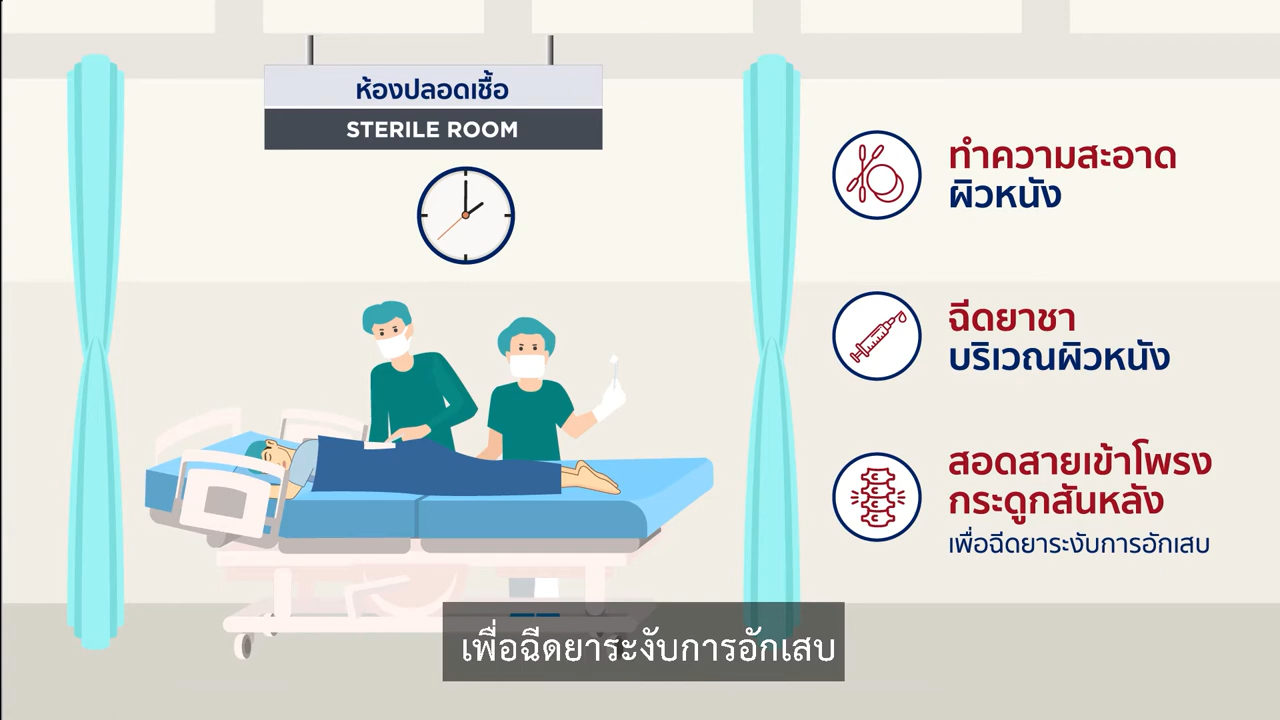 ห้องปลอดเชื้อ
STERILE ROOM
ทำความสะอาด
ผิวหนัง
ฉีดยาชา
บริเวณผิวหนัง
สอดสายเข้าโพรง
กระดูกสันหลัง
เพื่อฉีดยาระงับการอักเสบ
เพื่อฉีดยาระงับการอักเสบ